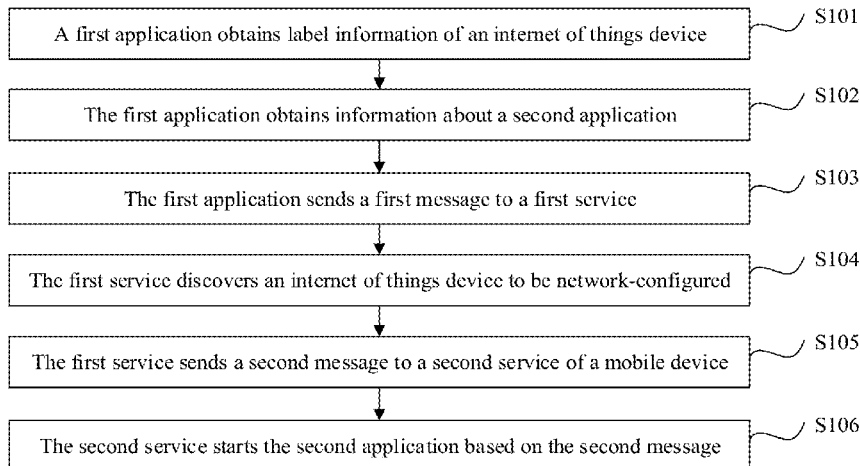 A first application obtains label information of an internet of things device
S101
The first application obtains information about a second application
S102
The first application sends a first message to a first service
S103
The first service discovers an internet of things device to be network-configured
S104
The first service sends a second message to a second service of a mobile device
S105
The second service starts the second application based on the second message
S106